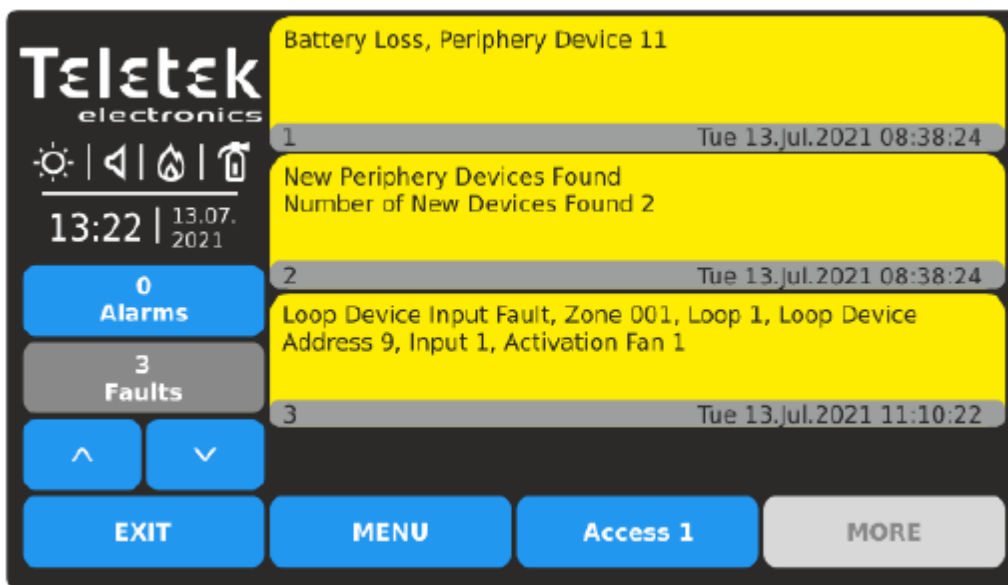 Teletek
electronics
13:22
13.07.
2021
0
Alarms
3
Faults
EXIT
Battery Loss, Periphery Device 11
1 Tue 13.Jul.2021 08:38:24
New Periphery Devices Found
Number of New Devices Found 2
2 Tue 13.Jul.2021 08:38:24
Loop Device Input Fault, Zone 001, Loop 1, Loop Device
Address 9, Input 1, Activation Fan 1
3 Tue 13.Jul.2021 11:10:22
MENU
Access 1
MORE